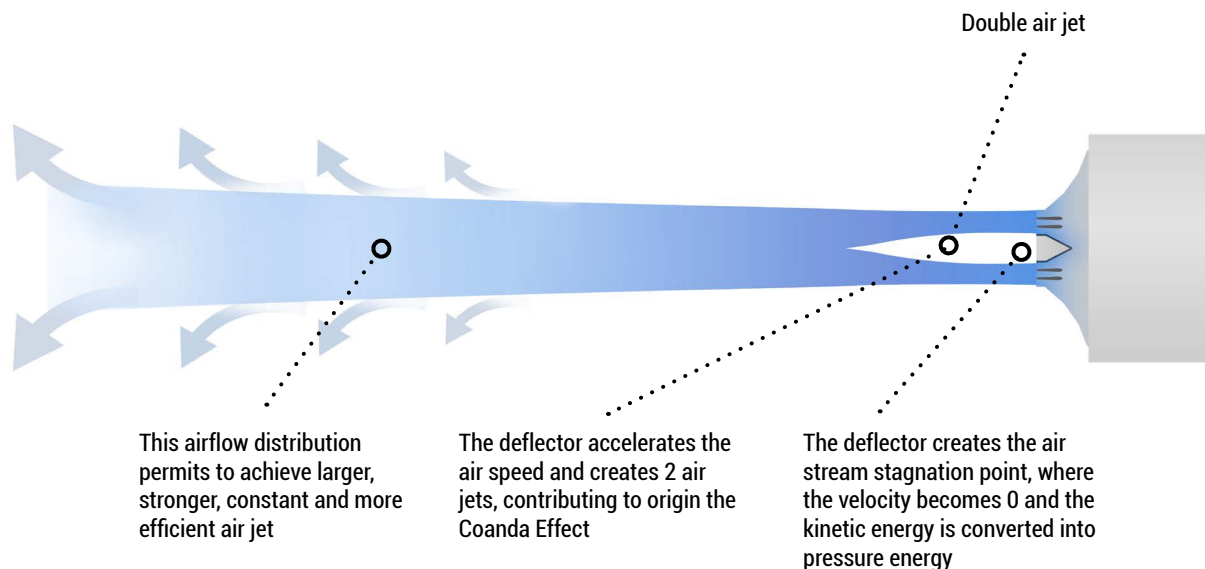 Double air jet
This airflow distribution
permits to achieve larger,
stronger, constant and more
efficient air jet
The deflector accelerates the
air speed and creates 2 air
jets, contributing to origin the
Coanda Effect
The deflector creates the air
stream stagnation point, where
the velocity becomes 0 and the
kinetic energy is converted into
pressure energy